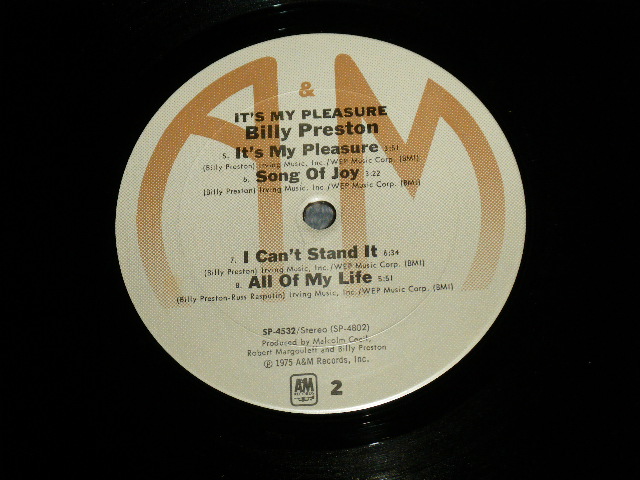 &
IT'S MY PLEASURE
Billy Preston
5. It's My Pleasure 3:51
(Billy Preston) Irving Music, Inc./WEP Music Corp. (BMI)
6. Song Of Joy 3:22
(Billy Preston) Irving Music, Inc./WEP Music Corp. (BMI)
7. I Can't Stand It 6:34
(Billy Preston) Irving Music, Inc./WEP Music Corp. (BMI)
8. All Of My Life 5:51
(Billy Preston-Russ Rasputin) Irving Music, Inc./WEP Music Corp. (BMI)
SP-4532/Stereo (SP-4802)
Produced by Malcolm Cecil,
Robert Margouleff and Billy Preston
℗ 1975 A&M Records, Inc.
A&M RECORDS 2